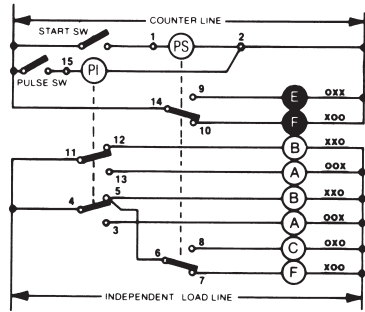 COUNTER LINE
START SW
1
PS
2
15
PI
PULSE SW
9
E
OXX
14
10
F
XOO
12
B
XXO
11
13
A
OOX
4
5
B
XXO
3
A
OOX
8
C
OXO
6
7
F
XOO
INDEPENDENT LOAD LINE